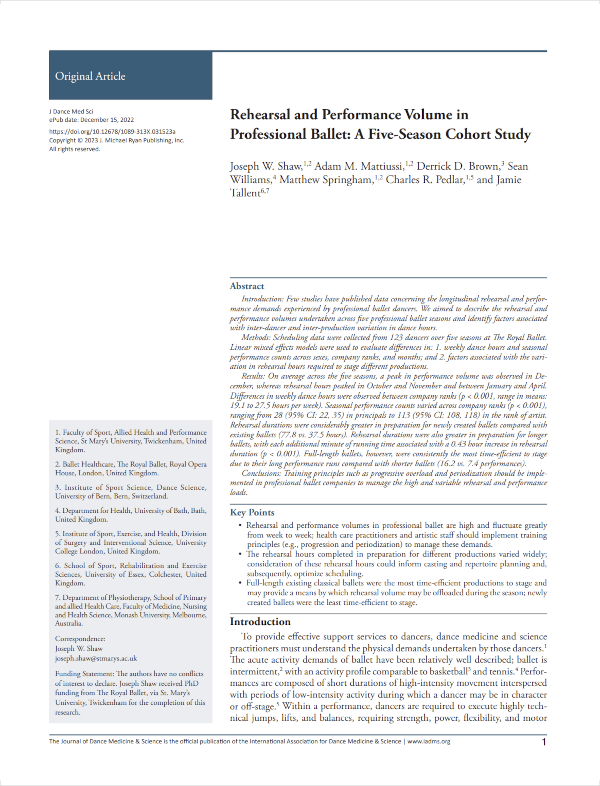 Original Article
J Dance Med Sci
ePub date: December 15, 2022
https://doi.org/10.12678/1089-313X.031523a
Copyright © 2023 J. Michael Ryan Publishing, Inc.
All rights reserved.
Rehearsal and Performance Volume in
Professional Ballet: A Five-Season Cohort Study
Joseph W. Shaw,1,2 Adam M. Mattiussi,1,2 Derrick D. Brown,3 Sean
Williams,4 Matthew Springham,1,2 Charles R. Pedlar,1,5 and Jamie
Tallent6,7
Abstract
Introduction: Few studies have published data concerning the longitudinal rehearsal and perfor-
mance demands experienced by professional ballet dancers. We aimed to describe the rehearsal and
performance volumes undertaken across five professional ballet seasons and identify factors associated
with inter-dancer and inter-production variation in dance hours.
Methods: Scheduling data were collected from 123 dancers over five seasons at The Royal Ballet.
Linear mixed effects models were used to evaluate differences in: 1. weekly dance hours and seasonal
performance counts across sexes, company ranks, and months; and 2. factors associated with the vari-
ation in rehearsal hours required to stage different productions.
Results: On average across the five seasons, a peak in performance volume was observed in De-
cember, whereas rehearsal hours peaked in October and November and between January and April.
Differences in weekly dance hours were observed between company ranks (p < 0.001, range in means:
19.1 to 27.5 hours per week). Seasonal performance counts varied across company ranks (p < 0.001),
ranging from 28 (95% CI: 22, 35) in principals to 113 (95% CI: 108, 118) in the rank of artist.
Rehearsal durations were considerably greater in preparation for newly created ballets compared with
existing ballets (77.8 vs. 37.5 hours). Rehearsal durations were also greater in preparation for longer
ballets, with each additional minute of running time associated with a 0.43 hour increase in rehearsal
duration (p < 0.001). Full-length ballets, however, were consistently the most time-efficient to stage
due to their long performance runs compared with shorter ballets (16.2 vs. 7.4 performances).
Conclusions: Training principles such as progressive overload and periodization should be imple-
mented in professional ballet companies to manage the high and variable rehearsal and performance
loads.
Key Points
• Rehearsal and performance volumes in professional ballet are high and fluctuate greatly
from week to week; health care practitioners and artistic staff should implement training
principles (e.g., progression and periodization) to manage these demands.
• The rehearsal hours completed in preparation for different productions varied widely;
consideration of these rehearsal hours could inform casting and repertoire planning and,
subsequently, optimize scheduling.
• Full-length existing classical ballets were the most time-efficient productions to stage and
may provide a means by which rehearsal volume may be offloaded during the season; newly
created ballets were the least time-efficient to stage.
Introduction
To provide effective support services to dancers, dance medicine and science
practitioners must understand the physical demands undertaken by those dancers.1
The acute activity demands of ballet have been relatively well described; ballet is
intermittent,2 with an activity profile comparable to basketball3 and tennis.4 Perfor-
mances are composed of short durations of high-intensity movement interspersed
with periods of low-intensity activity during which a dancer may be in character
or off-stage.5 Within a performance, dancers are required to execute highly tech-
nical jumps, lifts, and balances, requiring strength, power, flexibility, and motor
1. Faculty of Sport, Allied Health and Performance
Science, St Mary's University, Twickenham, United
Kingdom.
2. Ballet Healthcare, The Royal Ballet, Royal Opera
House, London, United Kingdom.
3. Institute of Sport Science, Dance Science,
University of Bern, Bern, Switzerland.
4. Department for Health, University of Bath, Bath,
United Kingdom.
5. Institute of Sport, Exercise, and Health, Division
of Surgery and Interventional Science, University
College London, United Kingdom.
6. School of Sport, Rehabilitation and Exercise
Sciences, University of Essex, Colchester, United
Kingdom.
7. Department of Physiotherapy, School of Primary
and allied Health Care, Faculty of Medicine, Nursing
and Health Science, Monash University, Melbourne,
Australia.
Correspondence:
Joseph W. Shaw
joseph.shaw@stmarys.ac.uk
Funding Statement: The authors have no conflicts
of interest to declare. Joseph Shaw received PhD
funding from The Royal Ballet, via St. Mary's
University, Twickenham for the completion of this
research.
The Journal of Dance Medicine & Science is the official publication of the International Association for Dance Medicine & Science | www.iadms.org
1